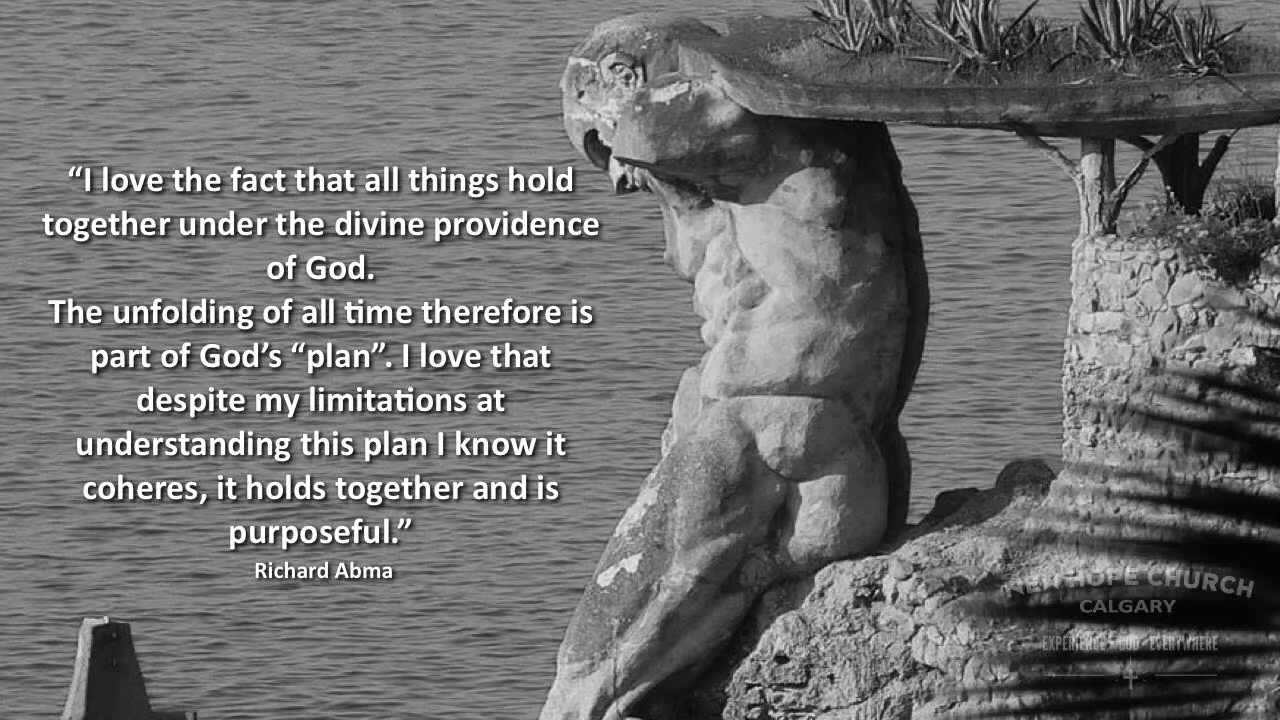 “I love the fact that all things hold
together under the divine providence
of God.
The unfolding of all time therefore is
part of God’s “plan”. I love that
despite my limitations at
understanding this plan I know it
coheres, it holds together and is
purposeful.”
Richard Abma
NEW HOPE CHURCH
CALGARY
EXPERIENCE GOD EVERYWHERE